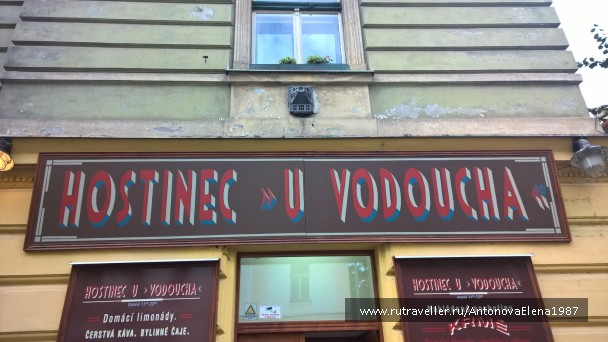 HOSTINEC »U VODOUCHA«
HOSTINEC U ›VODOUCHA‹
Domácí limonády.
ČERSTVÁ KÁVA. BYLINNÉ ČAJE.
HOSTINEC U ›VODOUCHA‹
www.rutraveller.ru/AntonovaElena1987